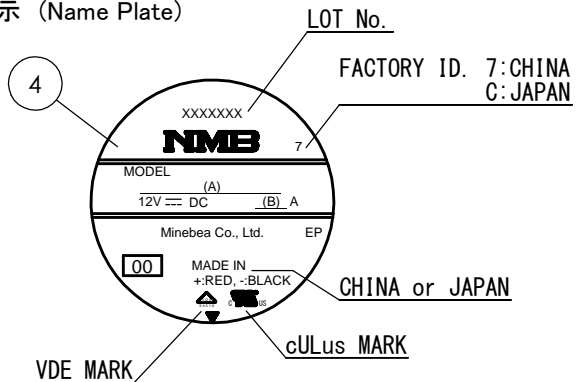 示 (Name Plate)
LOT No.
FACTORY ID. 7:CHINA
C:JAPAN
4
XXXXXXX
NMB
7
MODEL
(A)
12V DC (B) A
Minebea Co., Ltd. EP
00
MADE IN
+:RED, -:BLACK
C US
CHINA or JAPAN
cULus MARK
VDE MARK